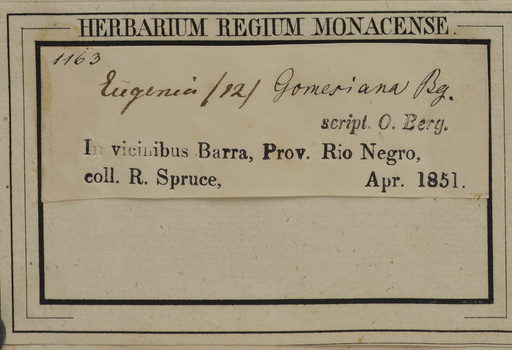 HERBARIUM REGIUM MONACENSE.
1163
Eugenia /12/ Gomesiana Bg.
script. O. Berg.
In vicinibus Barra, Prov. Rio Negro,
coll. R. Spruce, Apr. 1851.